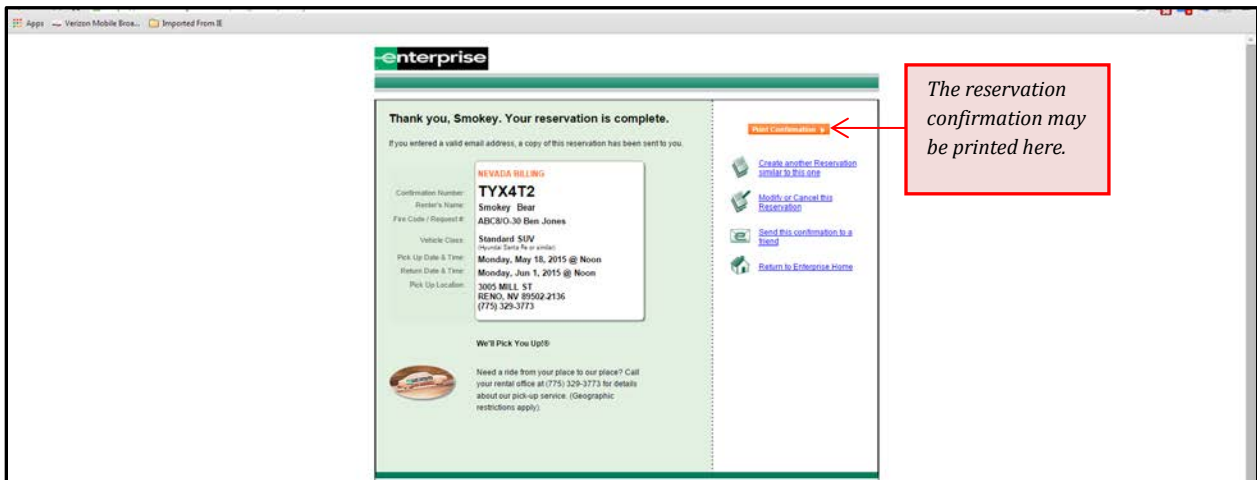 Apps
Verizon Mobile Broa...
Imported From IE
enterprise
Thank you, Smokey. Your reservation is complete.
If you entered a valid email address, a copy of this reservation has been sent to you.
NEVADA BILLING
Confirmation Number: TYX4T2
Renter's Name: Smokey Bear
Fire Code / Request #: ABC8/O-30 Ben Jones
Vehicle Class: Standard SUV
(Hyundai Santa Fe or similar)
Pick Up Date & Time: Monday, May 18, 2015 @ Noon
Return Date & Time: Monday, Jun 1, 2015 @ Noon
Pick Up Location: 3005 MILL ST
RENO, NV 89502-2136
(775) 329-3773
We'll Pick You Up!®
Need a ride from your place to our place? Call
your rental office at (775) 329-3773 for details
about our pick-up service. (Geographic
restrictions apply).
Print Confirmation
Create another Reservation
similar to this one
Modify or Cancel this
Reservation
Send this confirmation to a
friend
Return to Enterprise Home
The reservation
confirmation may
be printed here.